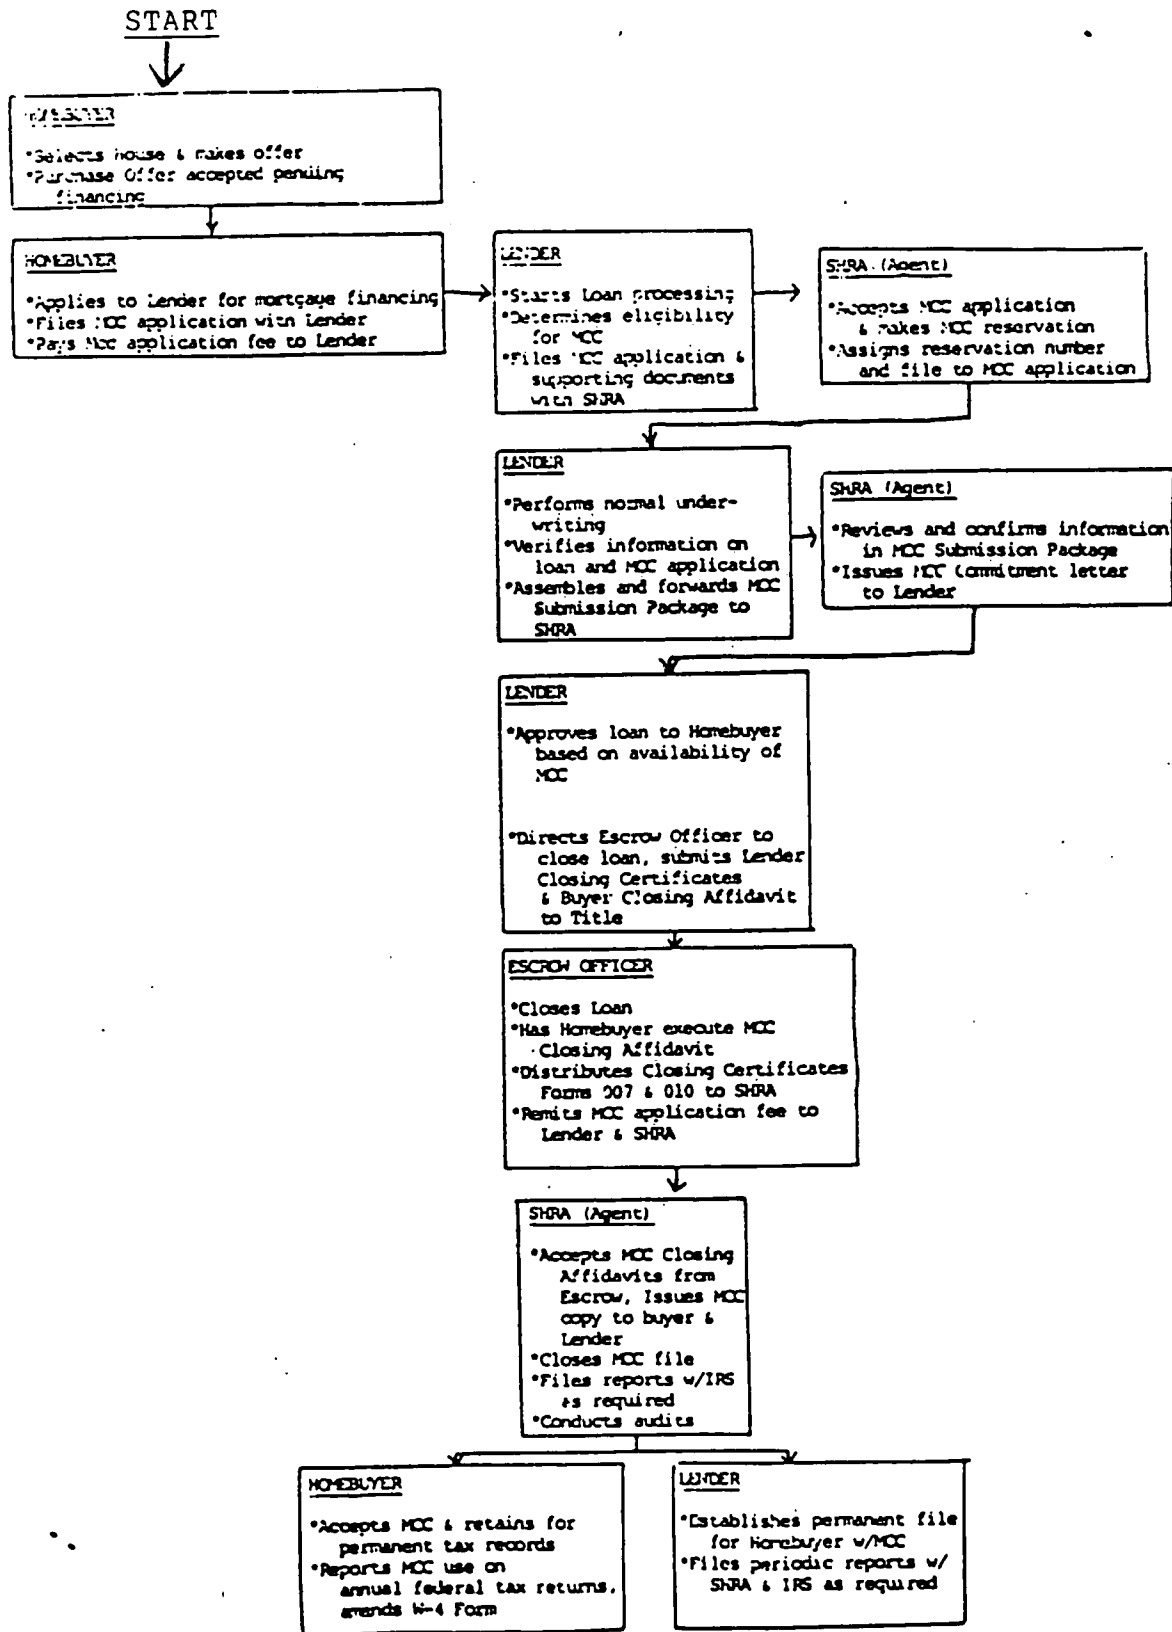 START
HOMEBUYER
*Selects house & makes offer
*Purchase Offer accepted pending
financing
HOMEBUYER
*Applies to Lender for mortgage financing
*Files MCC application with Lender
*Pays MCC application fee to Lender
LENDER
*Starts Loan processing
*Determines eligibility
for MCC
*Files MCC application &
supporting documents
with SHRA
SHRA (Agent)
*Accepts MCC application
& makes MCC reservation
*Assigns reservation number
and file to MCC application
LENDER
*Performs normal under-
writing
*Verifies information on
loan and MCC application
*Assembles and forwards MCC
Submission Package to
SHRA
SHRA (Agent)
*Reviews and confirms information
in MCC Submission Package
*Issues MCC Commitment letter
to Lender
LENDER
*Approves loan to Homebuyer
based on availability of
MCC
*Directs Escrow Officer to
close loan, submits Lender
Closing Certificates
& Buyer Closing Affidavit
to Title
ESCROW OFFICER
*Closes Loan
*Has Homebuyer execute MCC
Closing Affidavit
*Distributes Closing Certificates
Forms 007 & 010 to SHRA
*Remits MCC application fee to
Lender & SHRA
SHRA (Agent)
*Accepts MCC Closing
Affidavits from
Escrow, Issues MCC
copy to buyer &
Lender
*Closes MCC file
*Files reports w/IRS
as required
*Conducts audits
HOMEBUYER
*Accepts MCC & retains for
permanent tax records
*Reports MCC use on
annual federal tax returns,
amends W-4 Form
LENDER
*Establishes permanent file
for Homebuyer w/MCC
*Files periodic reports w/
SHRA & IRS as required